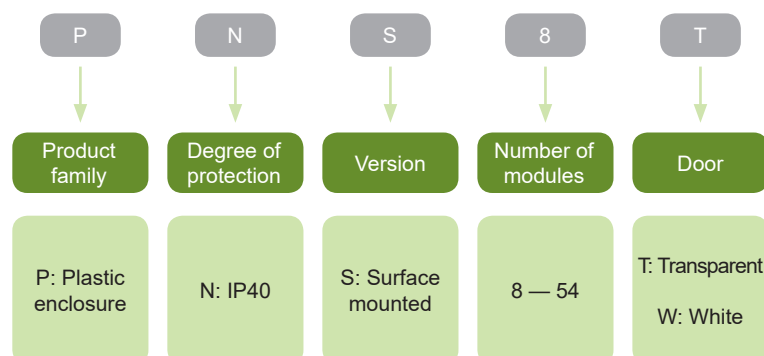 P N S 8 T
Product
family
Degree of
protection
Version
Number of
modules
Door
P: Plastic
enclosure
N: IP40
S: Surface
mounted
8 — 54
T: Transparent
W: White